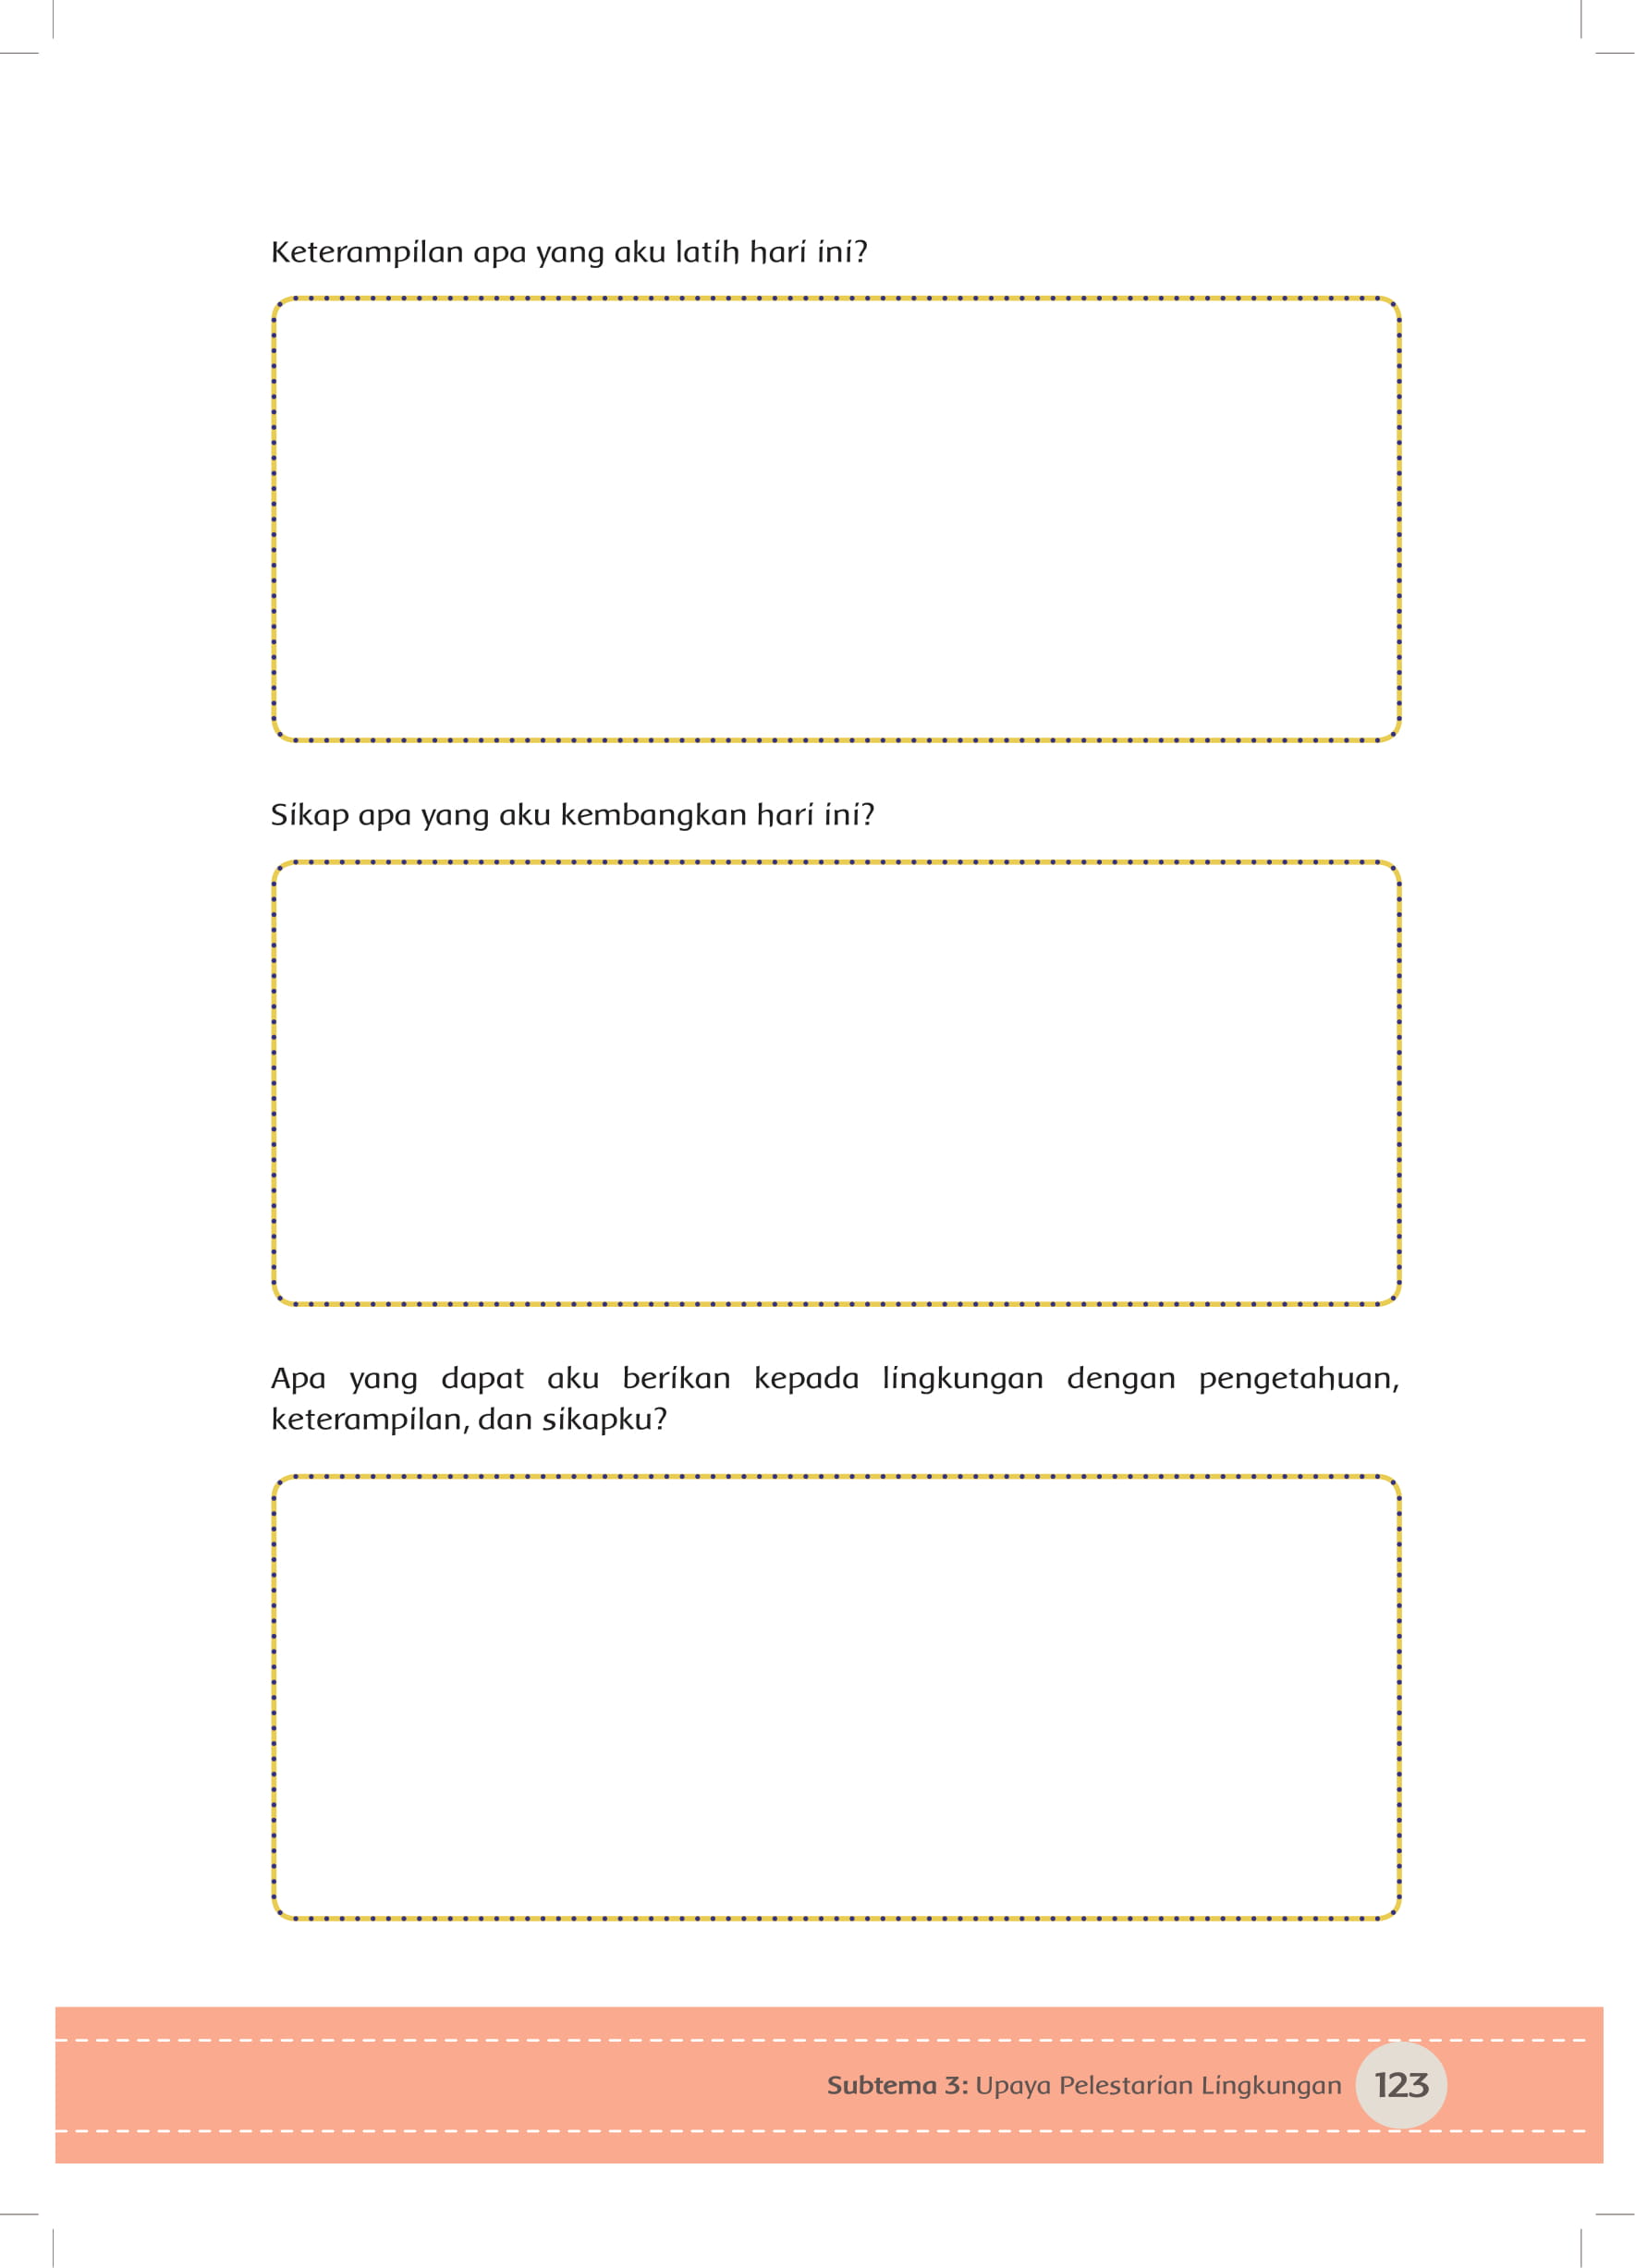 Keterampilan apa yang aku latih hari ini?
Sikap apa yang aku kembangkan hari ini?
Apa yang dapat aku berikan kepada lingkungan dengan pengetahuan,
keterampilan, dan sikapku?
Subtema 3: Upaya Pelestarian Lingkungan 123